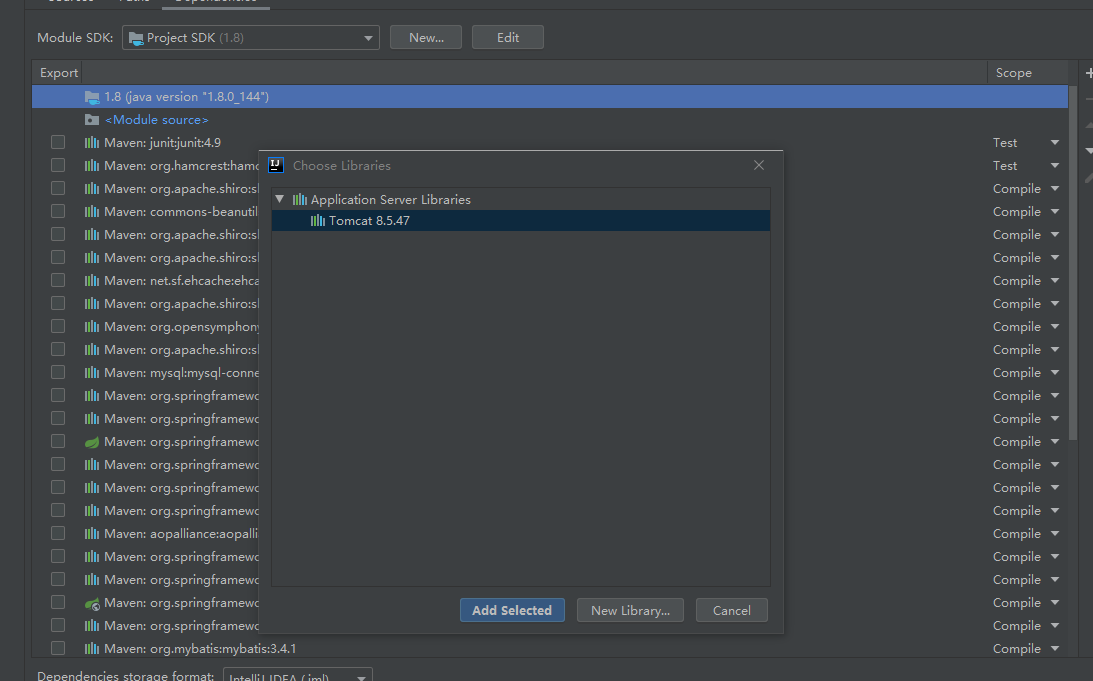 Sources Paths Dependencies
Module SDK: Project SDK (1.8) New... Edit
Export Scope
1.8 (java version "1.8.0_144")
<Module source>
Maven: junit:junit:4.9 Test
Maven: org.hamcrest:hamc Test
Maven: org.apache.shiro:sl Compile
Maven: commons-beanutil Compile
Maven: org.apache.shiro:sl Compile
Maven: org.apache.shiro:sl Compile
Maven: net.sf.ehcache:ehca Compile
Maven: org.apache.shiro:sl Compile
Maven: org.opensymphony Compile
Maven: org.apache.shiro:sl Compile
Maven: mysql:mysql-conne Compile
Maven: org.springframewo Compile
Maven: org.springframewo Compile
Maven: org.springframewo Compile
Maven: org.springframewo Compile
Maven: org.springframewo Compile
Maven: org.springframewo Compile
Maven: aopalliance:aopalli Compile
Maven: org.springframewo Compile
Maven: org.springframewo Compile
Maven: org.springframewo Compile
Maven: org.springframewo Compile
Maven: org.mybatis:mybatis:3.4.1 Compile
Dependencies storage format: IntelliJ IDEA (.iml)
IJ Choose Libraries
Application Server Libraries
Tomcat 8.5.47
Add Selected New Library... Cancel